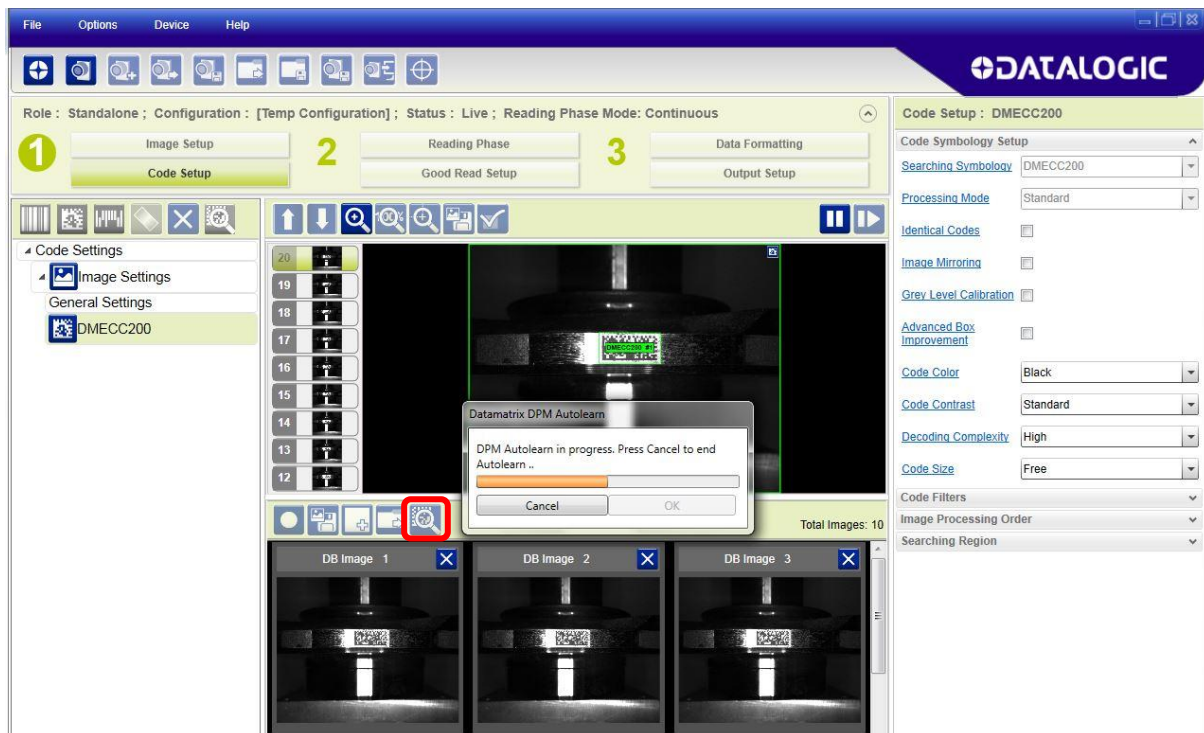 File Options Device Help
DATALOGIC
Role : Standalone ; Configuration : [Temp Configuration] ; Status : Live ; Reading Phase Mode: Continuous
1 Image Setup 2 Reading Phase 3 Data Formatting
Code Setup Good Read Setup Output Setup
Code Settings
Image Settings
General Settings
DMECC200
100%
20
19
18
17
16
15
14
13
12
DMECC200 #1
Datamatrix DPM Autolearn
DPM Autolearn in progress. Press Cancel to end
Autolearn ..
Cancel OK
Total Images: 10
DB Image 1 DB Image 2 DB Image 3
Code Setup : DMECC200
Code Symbology Setup
Searching Symbology DMECC200
Processing Mode Standard
Identical Codes
Image Mirroring
Grey Level Calibration
Advanced Box
Improvement
Code Color Black
Code Contrast Standard
Decoding Complexity High
Code Size Free
Code Filters
Image Processing Order
Searching Region